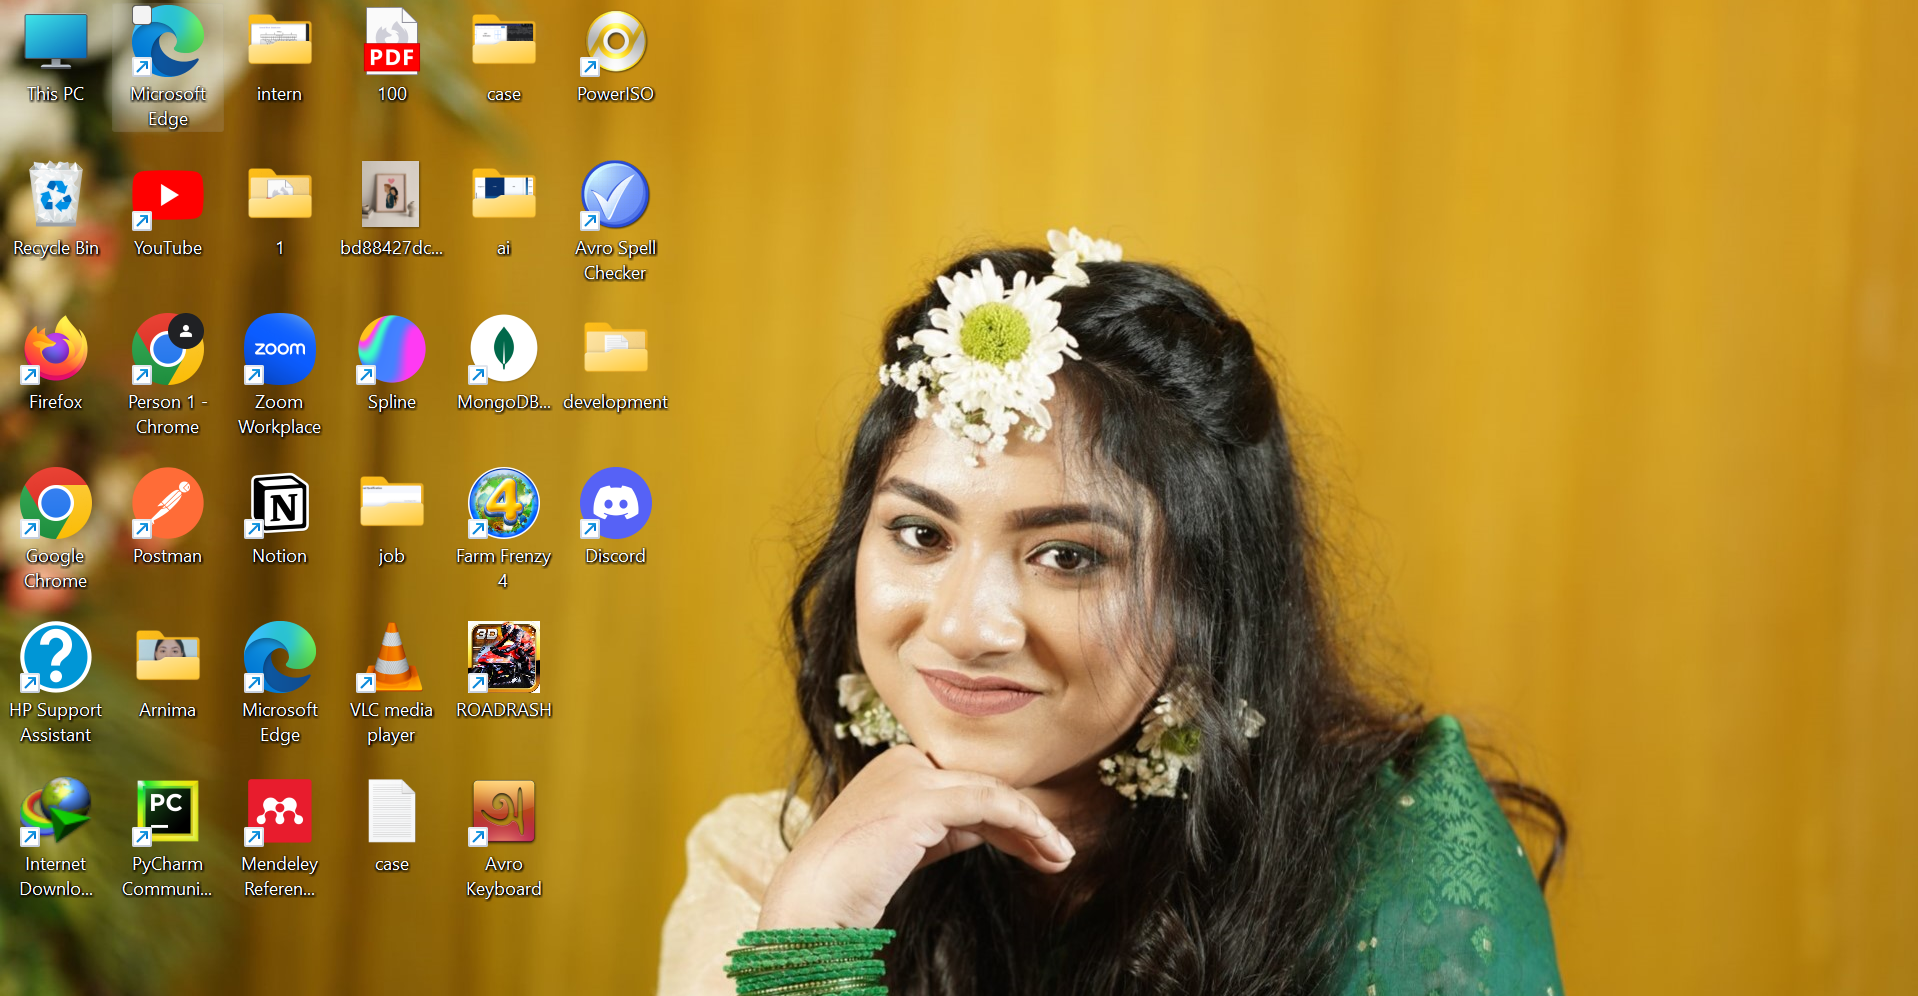 This PC
Microsoft
Edge
intern
PDF
100
case
PowerISO
Recycle Bin
YouTube
1
bd88427dc...
ai
Avro Spell
Checker
Firefox
Person 1 -
Chrome
zoom
Zoom
Workplace
Spline
MongoDB...
development
Google
Chrome
Postman
N
Notion
job
4
Farm Frenzy
4
Discord
?
HP Support
Assistant
Arnima
Microsoft
Edge
VLC media
player
3D
ROADRASH
Internet
Downlo...
PC
PyCharm
Communi...
Mendeley
Referen...
case
অ
Avro
Keyboard